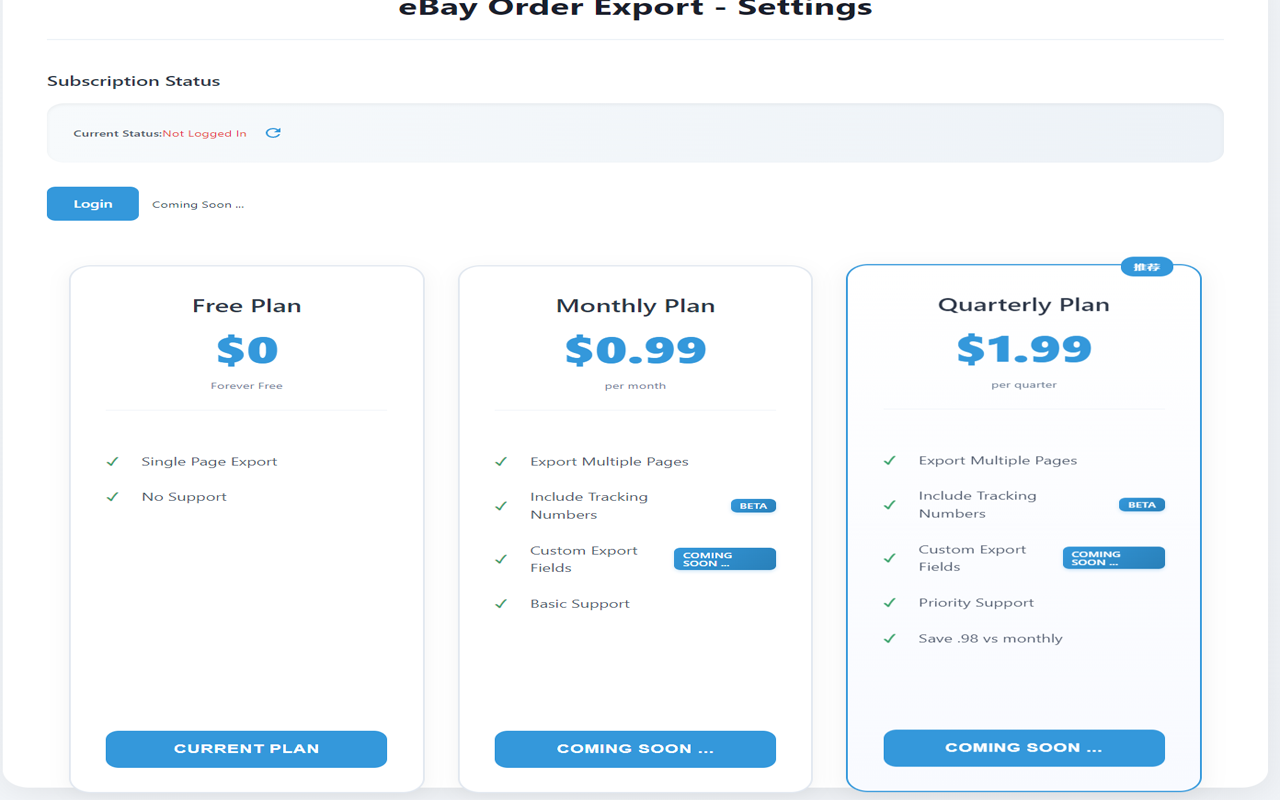 eBay Order Export - Settings
Subscription Status
Current Status:Not Logged In
Login
Coming Soon ...
Free Plan
$0
Forever Free
Single Page Export
No Support
CURRENT PLAN
Monthly Plan
$0.99
per month
Export Multiple Pages
Include Tracking
Numbers
BETA
Custom Export
Fields
COMING
SOON ...
Basic Support
COMING SOON ...
推荐
Quarterly Plan
$1.99
per quarter
Export Multiple Pages
Include Tracking
Numbers
BETA
Custom Export
Fields
COMING
SOON ...
Priority Support
Save .98 vs monthly
COMING SOON ...